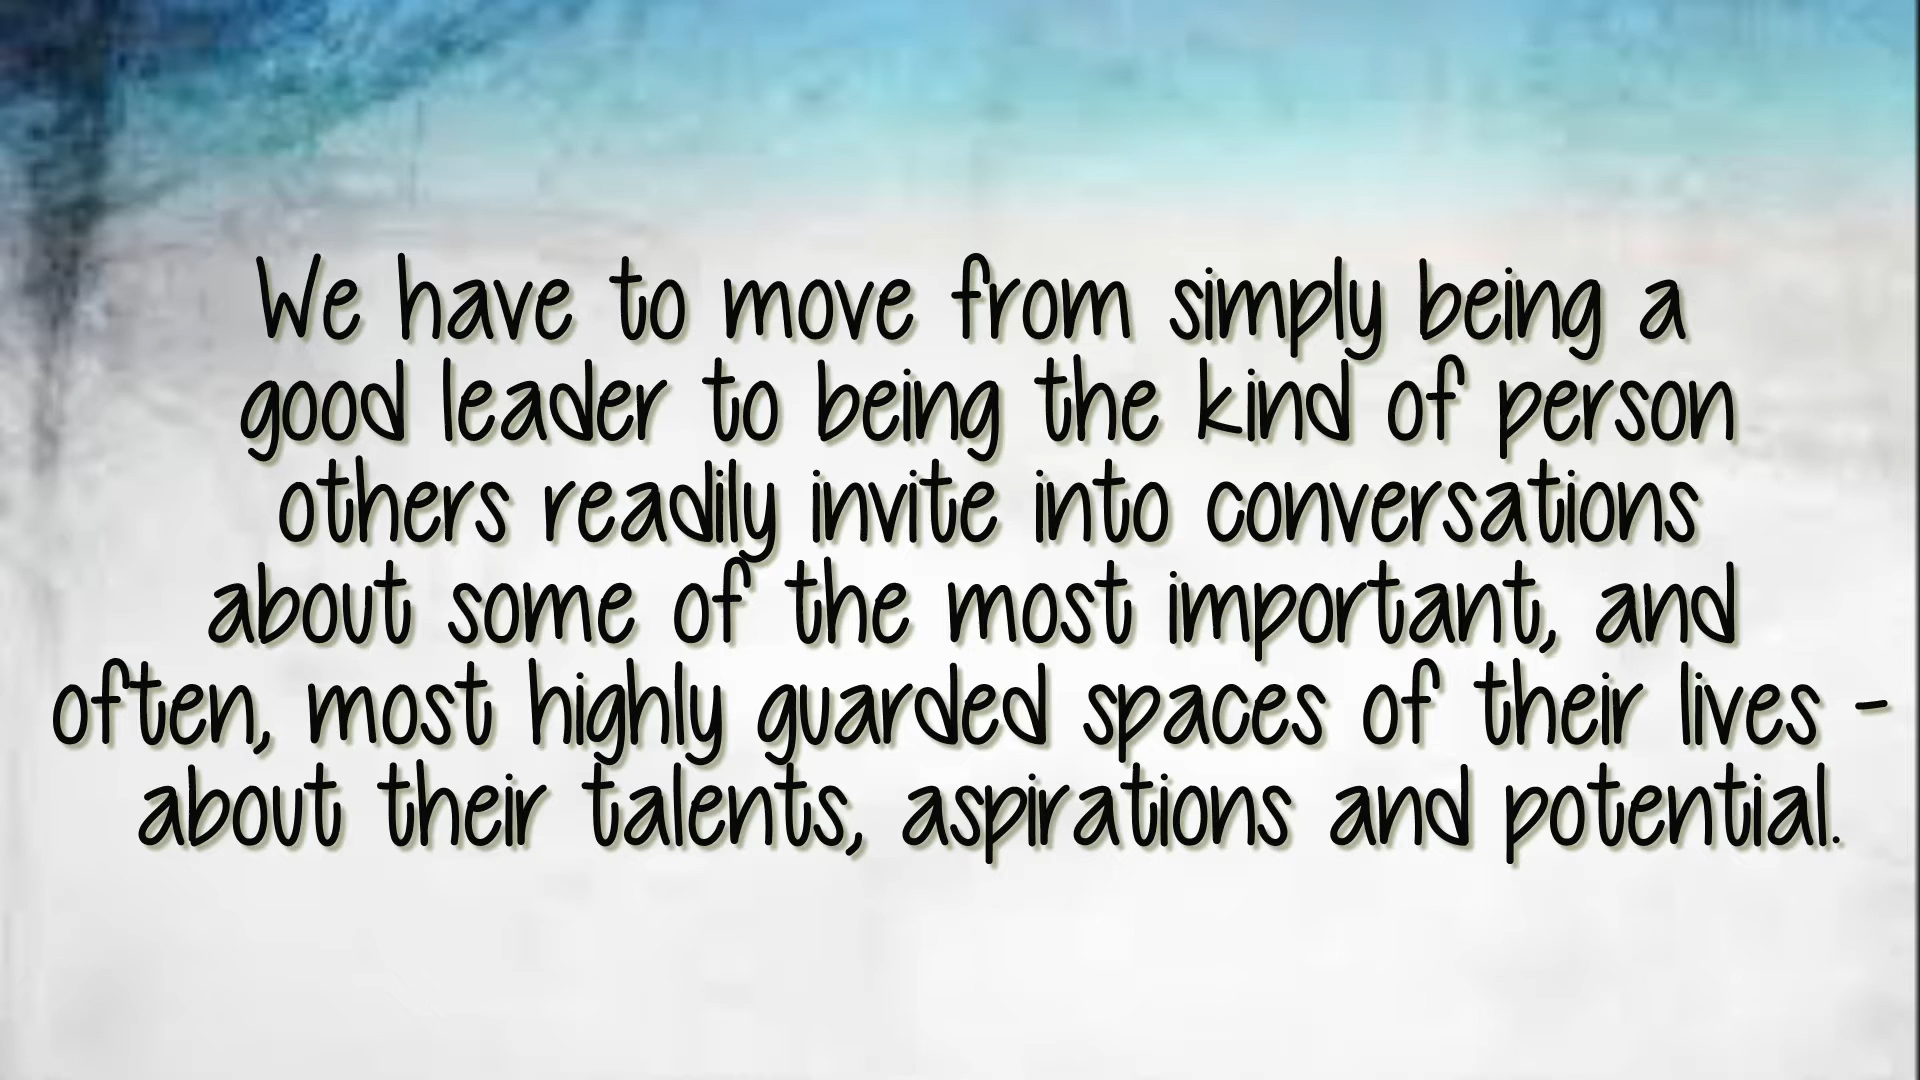 We have to move from simply being a
good leader to being the kind of person
others readily invite into conversations
about some of the most important, and
often, most highly guarded spaces of their lives -
about their talents, aspirations and potential.